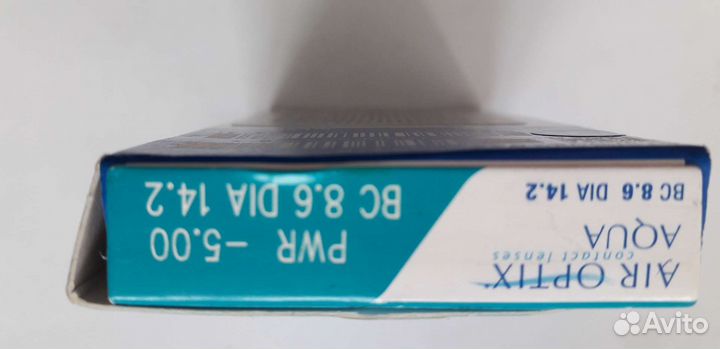 AIR OPTIX
contact lenses
AQUA
BC 8.6 DIA 14.2
PWR -5.00
BC 8.6 DIA 14.2
Avito